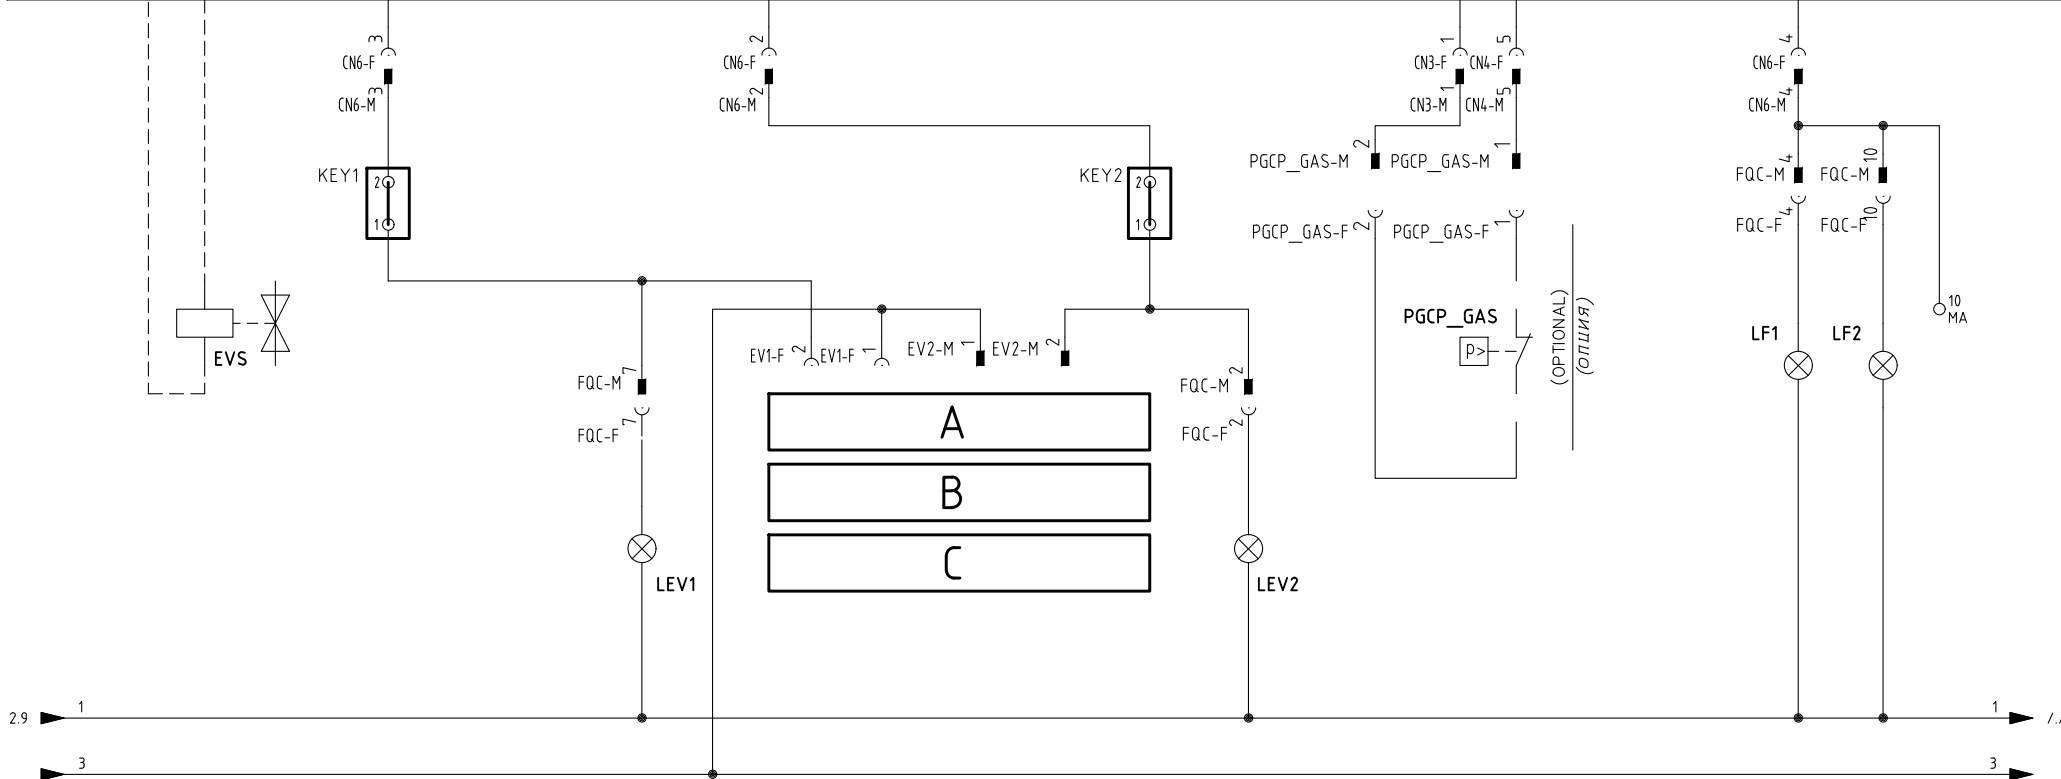 3
CN6-F
3
CN6-M
2
CN6-F
2
CN6-M
1
CN3-F
1
CN3-M
5
CN4-F
5
CN4-M
4
CN6-F
4
CN6-M
KEY1
2
1
KEY2
2
1
PGCP_GAS-M
2
PGCP_GAS-M
1
PGCP_GAS-F
2
PGCP_GAS-F
1
FQC-M
4
FQC-M
10
FQC-F
4
FQC-F
10
EVS
PGCP_GAS
P>
(OPTIONAL)
(ОПЦИЯ)
LF1
LF2
10
MA
EV1-F
2
EV1-F
1
EV2-M
1
EV2-M
2
FQC-M
7
FQC-F
7
FQC-M
2
FQC-F
2
A
B
C
LEV1
LEV2
2.9
1
1
3
3